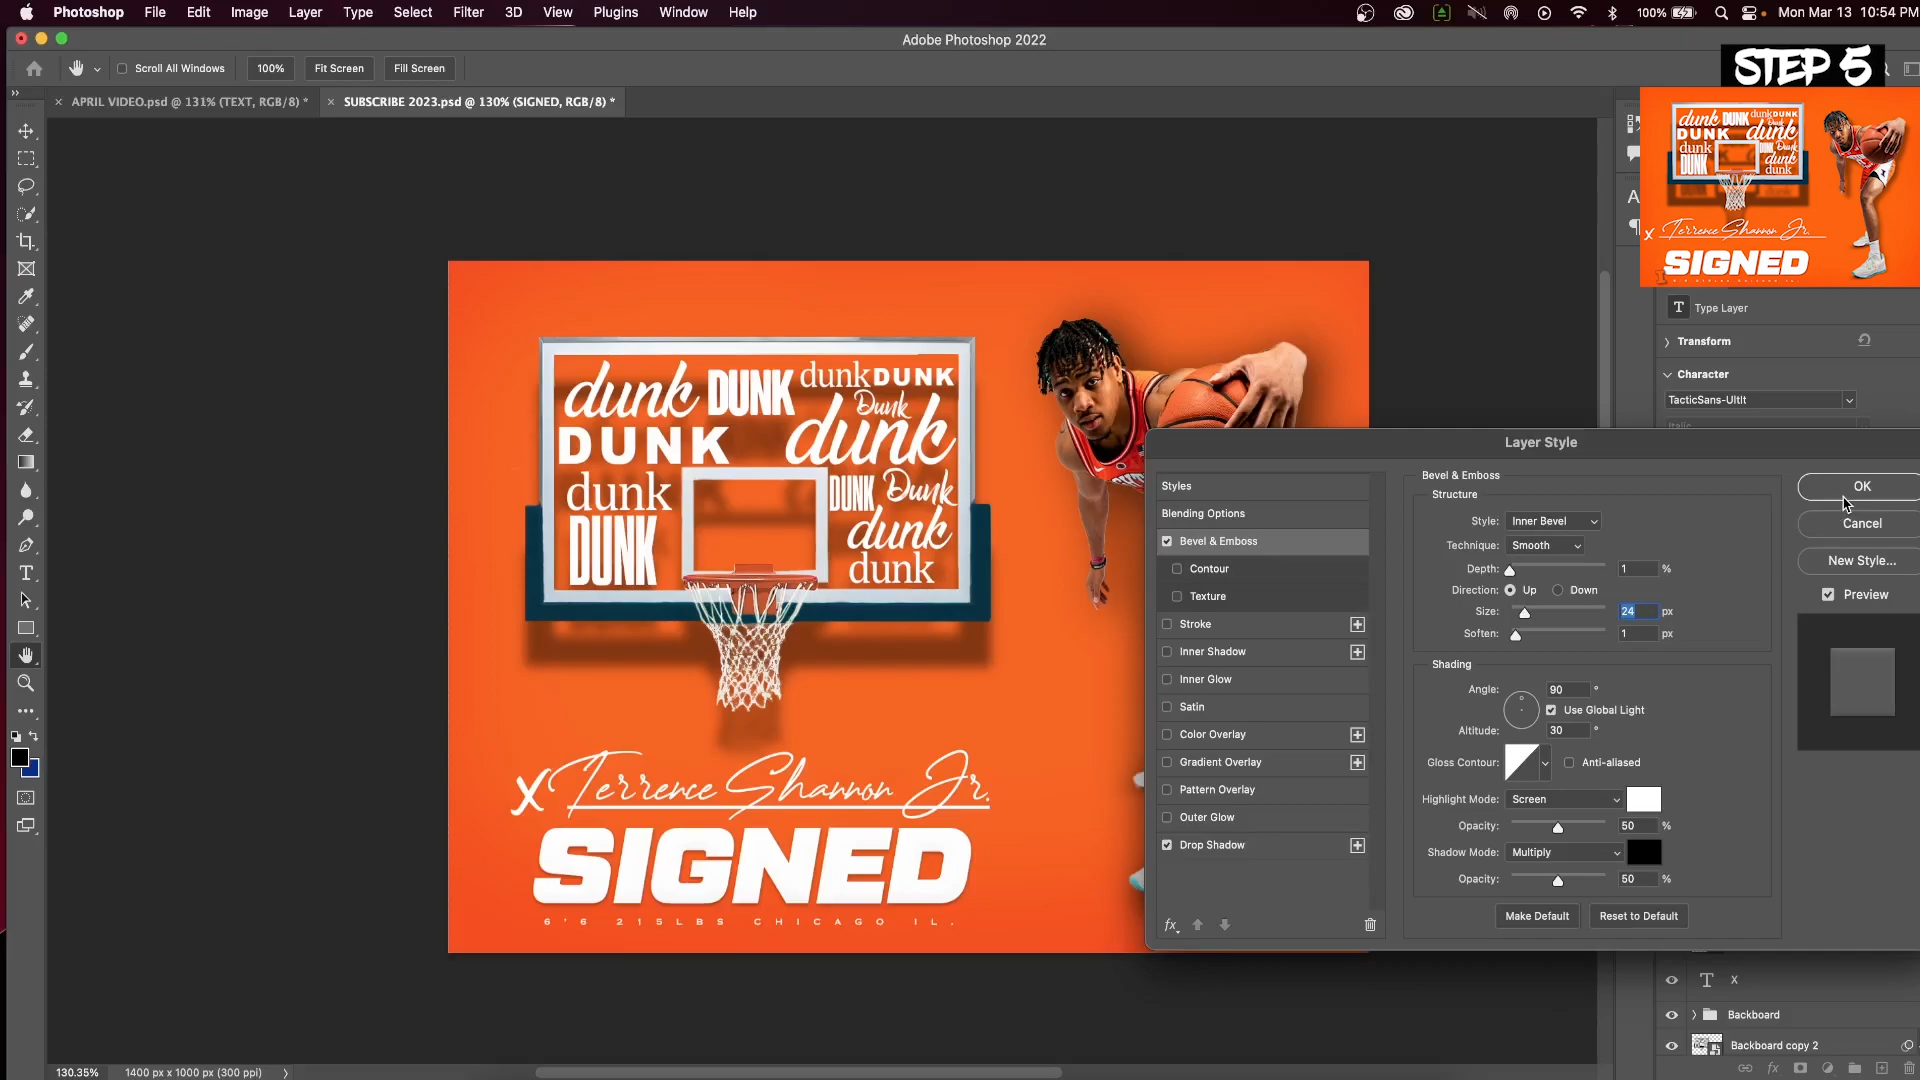 Photoshop File Edit Image Layer Type Select Filter 3D View Plugins Window Help
100% Mon Mar 13 10:54 PM
Adobe Photoshop 2022
Scroll All Windows 100% Fit Screen Fill Screen
STEP 5
APRIL VIDEO.psd @ 131% (TEXT, RGB/8) * SUBSCRIBE 2023.psd @ 130% (SIGNED, RGB/8) *
dunk DUNK dunk DUNK
DUNK Dunk dunk
dunk DUNK Dunk
DUNK dunk
dunk
X Terrence Shannon Jr.
SIGNED
6'6 215LBS CHICAGO IL.
dunk DUNK dunk DUNK
DUNK dunk
dunk DUNK Dunk
DUNK dunk
dunk
X Terrence Shannon Jr.
SIGNED
T Type Layer
Transform
Character
TacticSans-UltIt
Italic
Layer Style
Styles
Blending Options
Bevel & Emboss
Contour
Texture
Stroke
Inner Shadow
Inner Glow
Satin
Color Overlay
Gradient Overlay
Pattern Overlay
Outer Glow
Drop Shadow
fx
Bevel & Emboss
Structure
Style: Inner Bevel
Technique: Smooth
Depth: 1 %
Direction: Up Down
Size: 24 px
Soften: 1 px
Shading
Angle: 90 °
Use Global Light
Altitude: 30 °
Gloss Contour: Anti-aliased
Highlight Mode: Screen
Opacity: 50 %
Shadow Mode: Multiply
Opacity: 50 %
Make Default Reset to Default
OK
Cancel
New Style...
Preview
T X
Backboard
Backboard copy 2
fx
130.35% 1400 px x 1000 px (300 ppi)